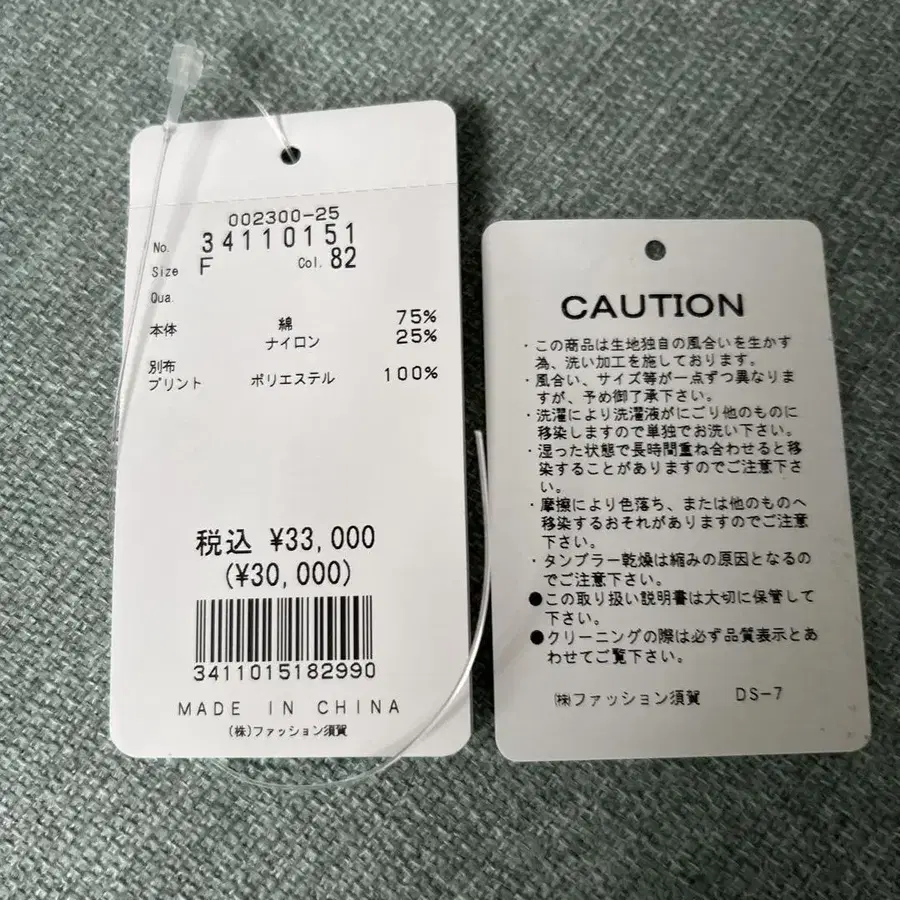 002300-25
No. 34110151
Size F Col. 82
Qua.
本体 綿 75%
ナイロン 25%
別布
プリント ポリエステル 100%
税込 ¥33,000
(¥30,000)
3411015182990
MADE IN CHINA
(株)ファッション須賀
CAUTION
・この商品は生地独自の風合いを生かす
為、洗い加工を施しております。
・風合い、サイズ等が一点ずつ異なりま
すが、予め御了承下さい。
・洗濯により洗濯液がにごり他のものに
移染しますので単独でお洗い下さい。
・湿った状態で長時間重ね合わせると移
染することがありますのでご注意下さ
い。
・摩擦により色落ち、または他のものへ
移染するおそれがありますのでご注意
下さい。
・タンブラー乾燥は縮みの原因となるの
でご注意下さい。
●この取り扱い説明書は大切に保管して
下さい。
●クリーニングの際は必ず品質表示とあ
わせてご覧下さい。
㈱ファッション須賀 DS-7